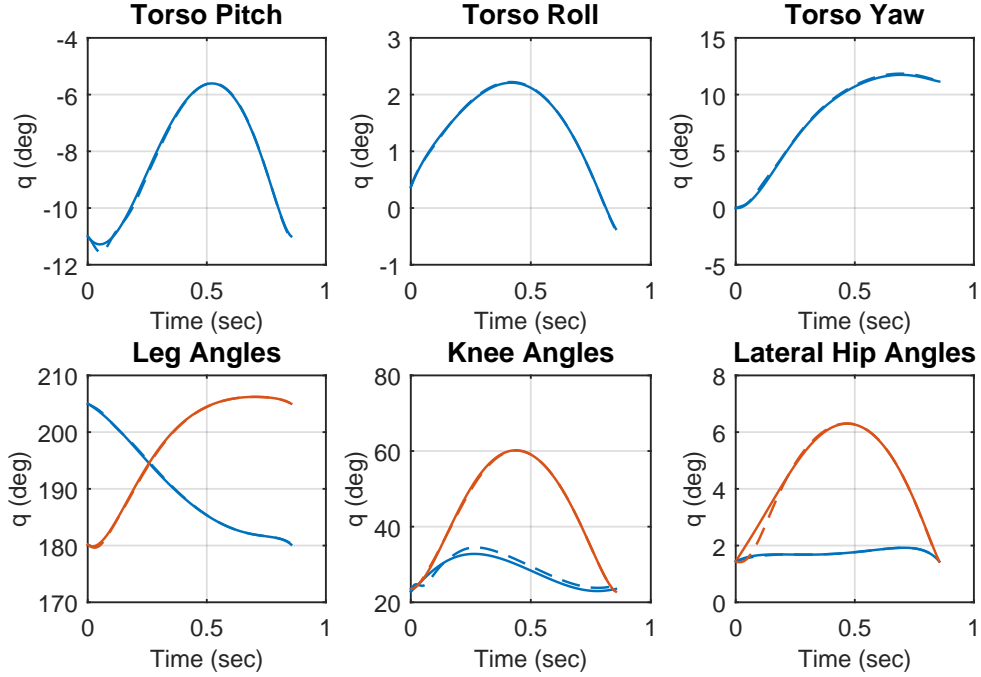 Torso Pitch
Torso Roll
Torso Yaw
q (deg)
-4
-6
-8
-10
-12
0
0.5
1
Time (sec)
q (deg)
3
2
1
0
-1
0
0.5
1
Time (sec)
q (deg)
15
10
5
0
-5
0
0.5
1
Time (sec)
Leg Angles
Knee Angles
Lateral Hip Angles
q (deg)
210
200
190
180
170
0
0.5
1
Time (sec)
q (deg)
80
60
40
20
0
0.5
1
Time (sec)
q (deg)
8
6
4
2
0
0
0.5
1
Time (sec)